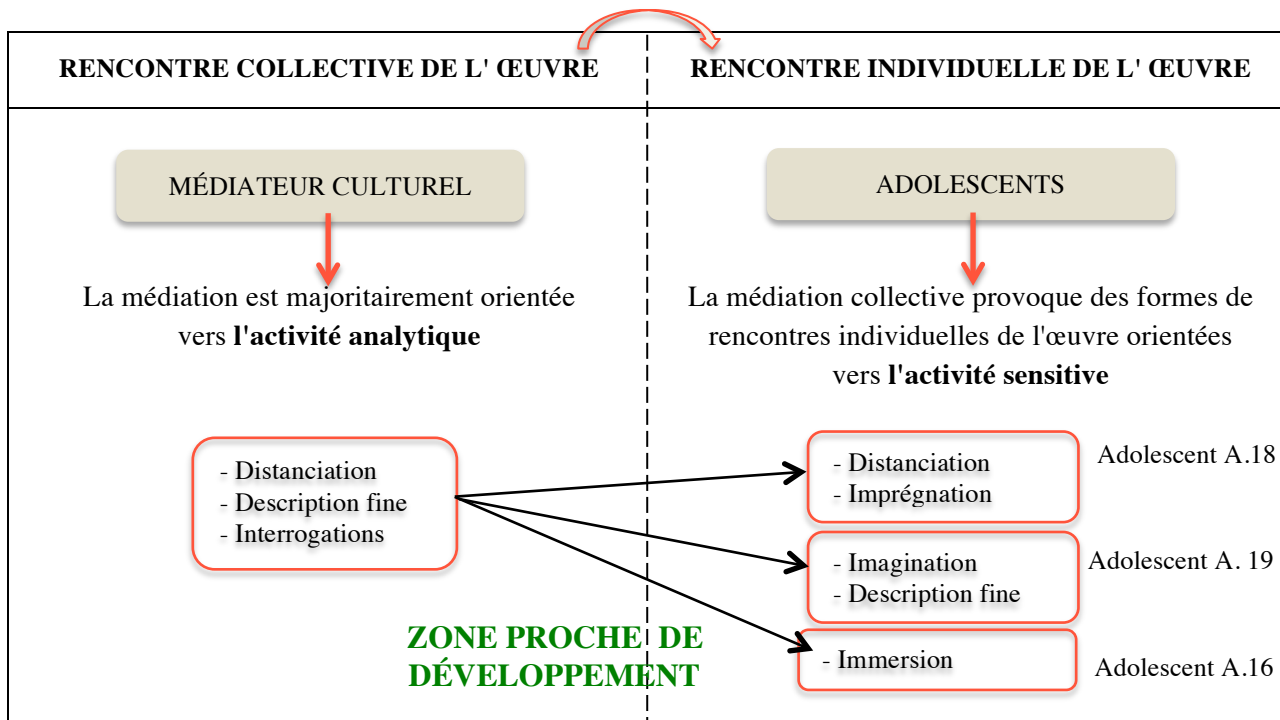 RENCONTRE COLLECTIVE DE L' ŒUVRE
RENCONTRE INDIVIDUELLE DE L' ŒUVRE
MÉDIATEUR CULTUREL
La médiation est majoritairement orientée
vers l'activité analytique
- Distanciation
- Description fine
- Interrogations
ADOLESCENTS
La médiation collective provoque des formes de
rencontres individuelles de l'œuvre orientées
vers l'activité sensitive
- Distanciation
- Imprégnation
Adolescent A.18
- Imagination
- Description fine
Adolescent A. 19
- Immersion
Adolescent A.16
ZONE PROCHE DE
DÉVELOPPEMENT